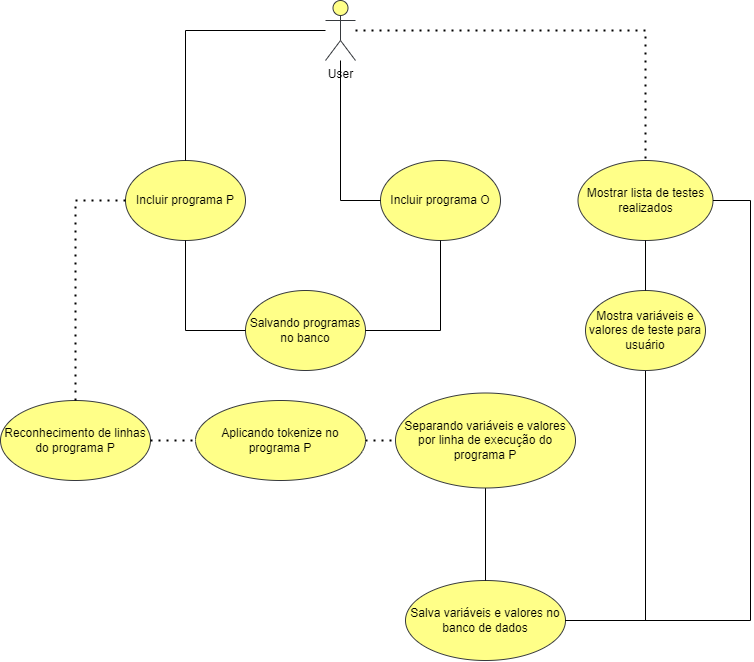 User
Incluir programa P
Incluir programa O
Mostrar lista de testes
realizados
Salvando programas
no banco
Mostra variáveis e
valores de teste para
usuário
Reconhecimento de linhas
do programa P
Aplicando tokenize no
programa P
Separando variáveis e valores
por linha de execução do
programa P
Salva variáveis e valores no
banco de dados